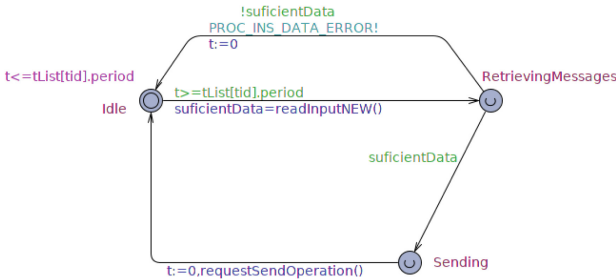 !suficientData
PROC_INS_DATA_ERROR!
t:=0
t<=tList[tid].period
Idle
t>=tList[tid].period
suficientData=readInputNEW()
RetrievingMessages
suficientData
Sending
t:=0,requestSendOperation()